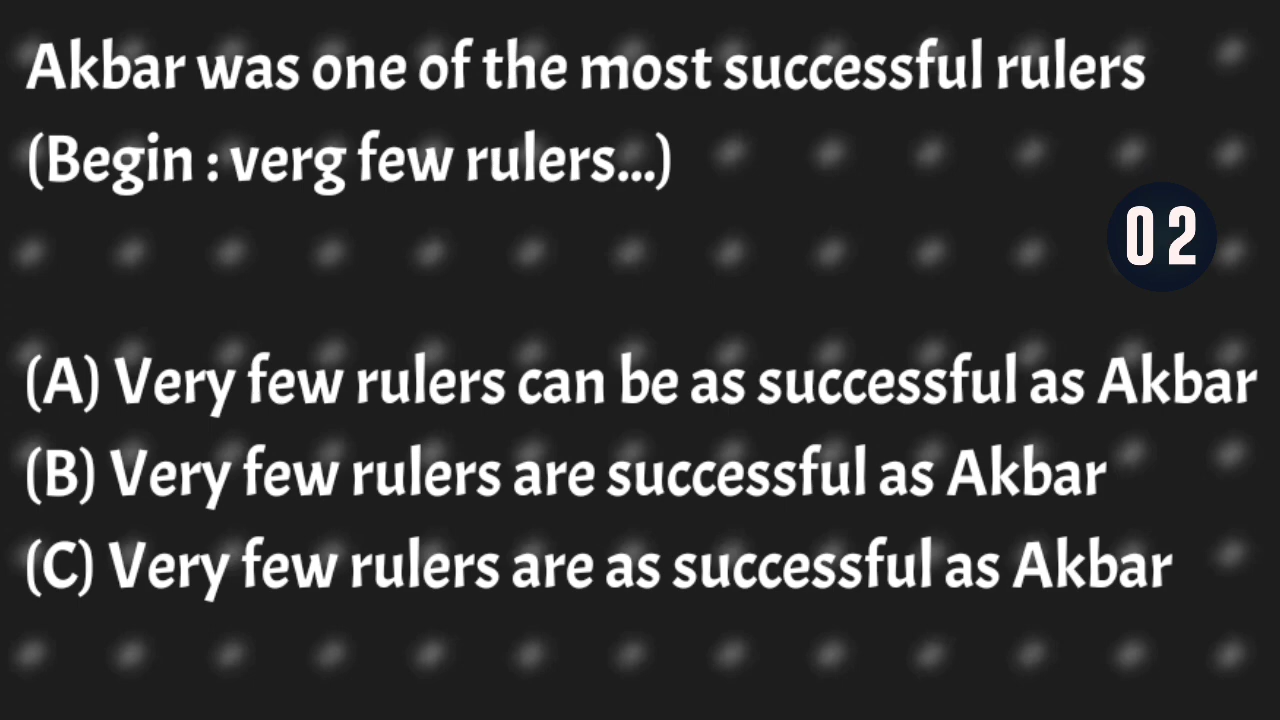 Akbar was one of the most successful rulers
(Begin : verg few rulers...)
02
(A) Very few rulers can be as successful as Akbar
(B) Very few rulers are successful as Akbar
(C) Very few rulers are as successful as Akbar